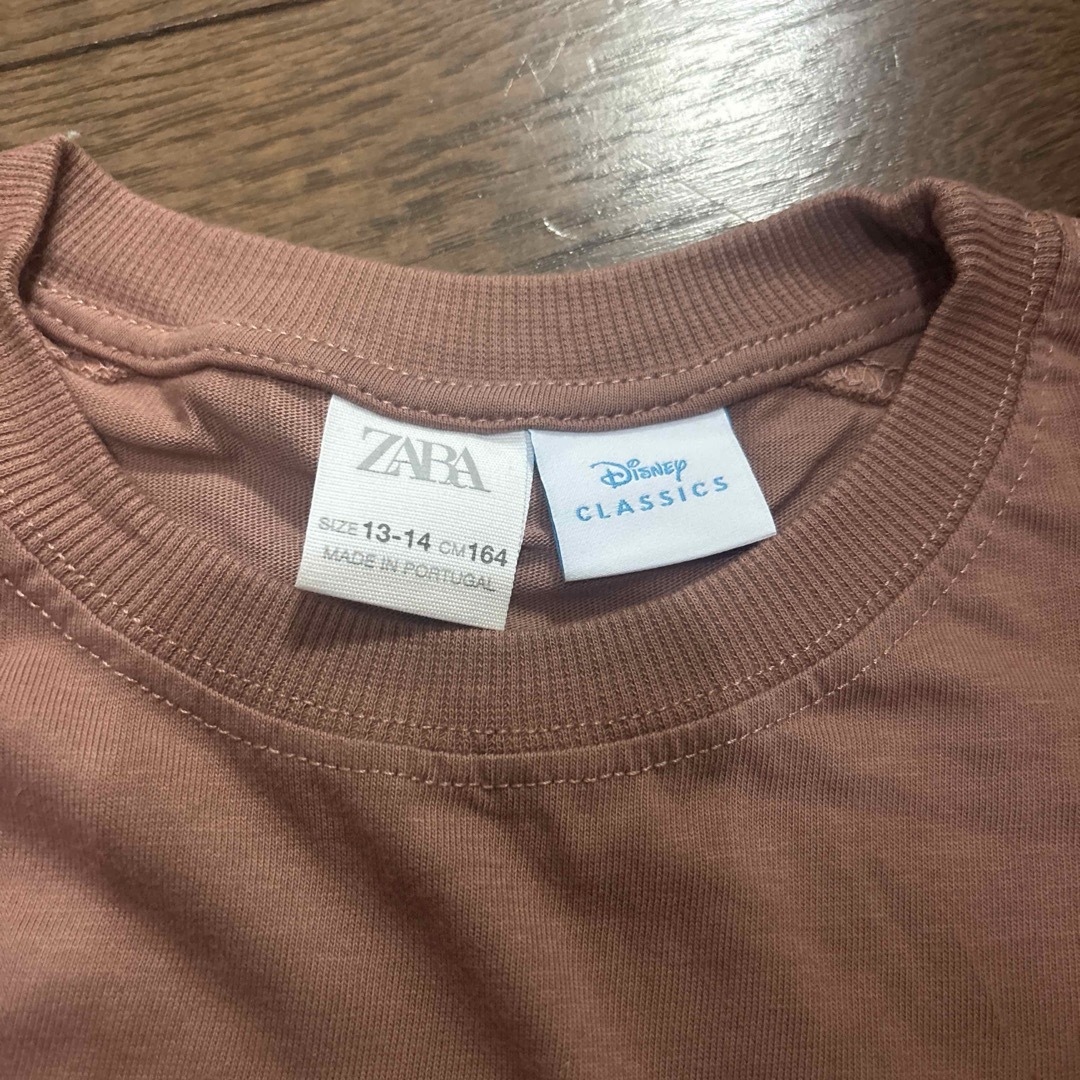 ZARA
SIZE 13-14 CM 164
MADE IN PORTUGAL
Disney
CLASSICS